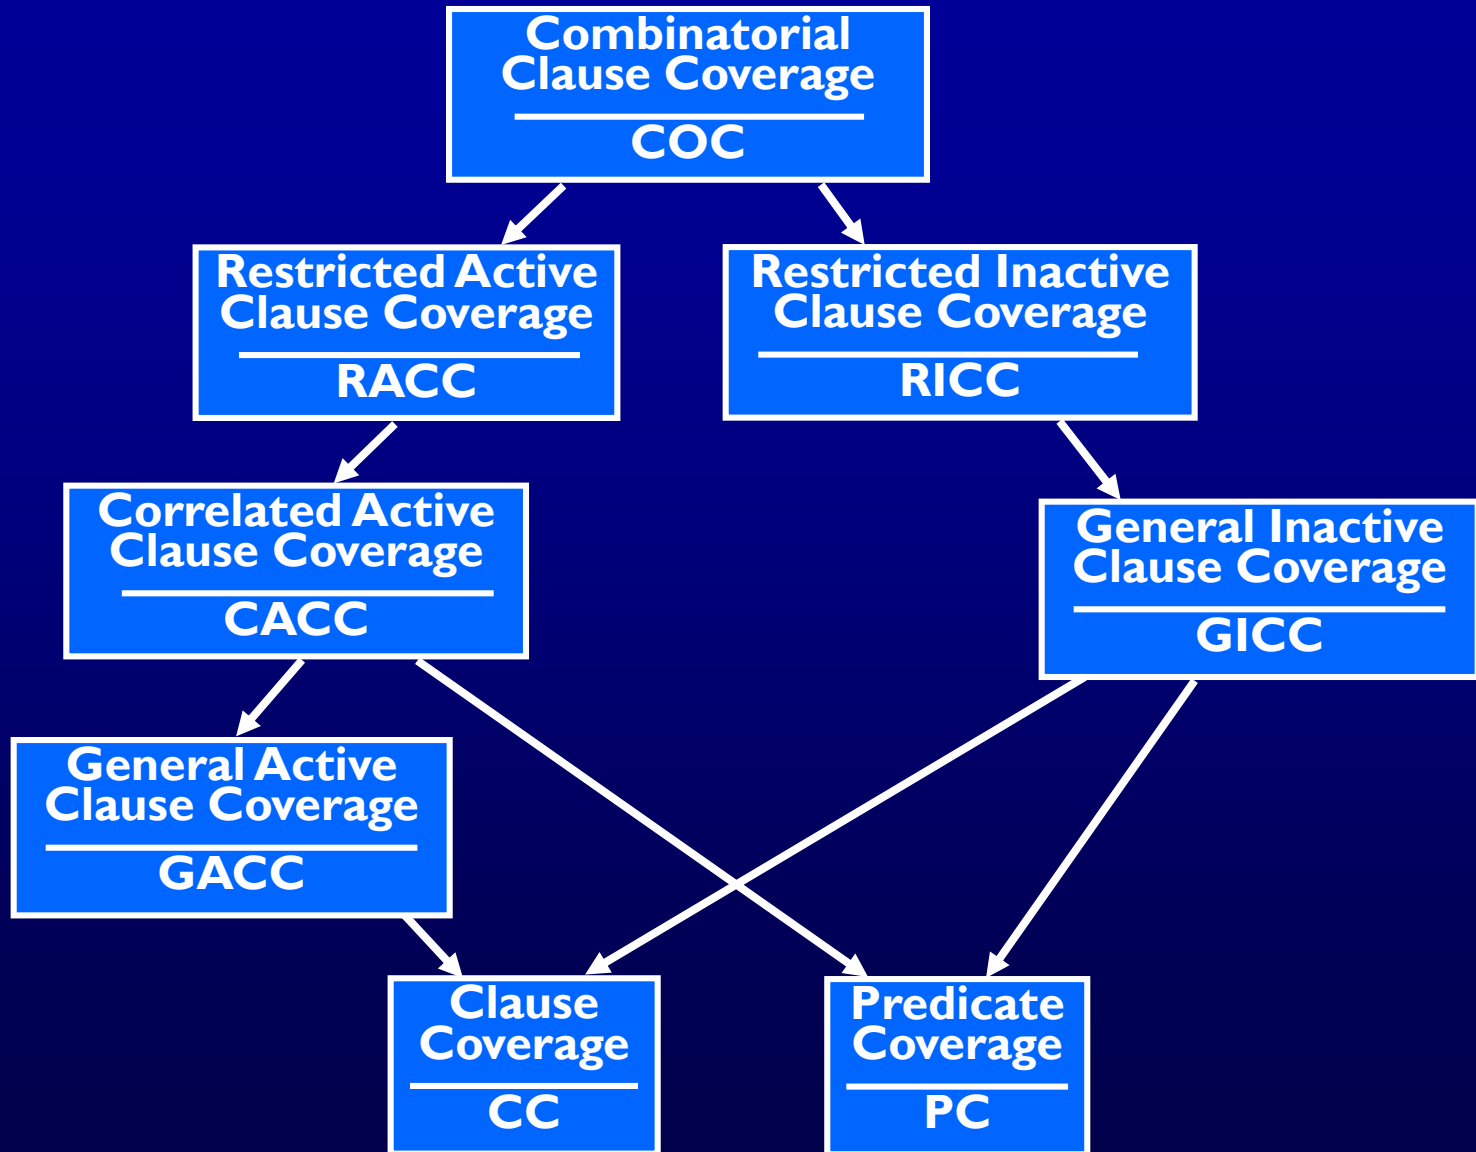 Combinatorial
Clause Coverage
COC
Restricted Active
Clause Coverage
RACC
Restricted Inactive
Clause Coverage
RICC
Correlated Active
Clause Coverage
CACC
General Inactive
Clause Coverage
GICC
General Active
Clause Coverage
GACC
Clause
Coverage
CC
Predicate
Coverage
PC